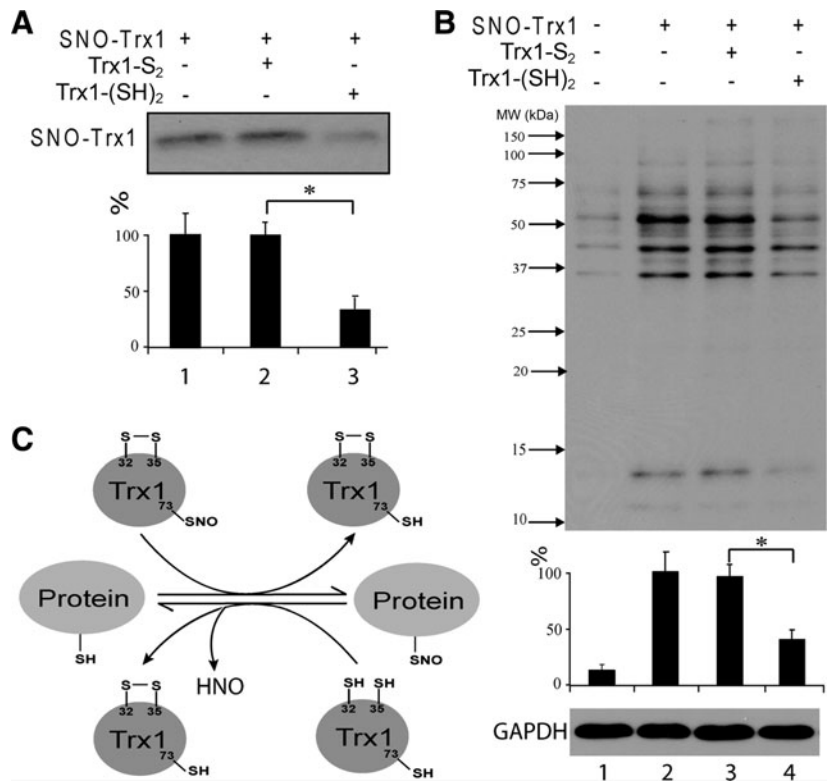 A
SNO-Trx1 + + +
Trx1-S₂ - + -
Trx1-(SH)₂ - - +
SNO-Trx1
%
*
100
50
0
1 2 3
B
SNO-Trx1 - + + +
Trx1-S₂ - - + -
Trx1-(SH)₂ - - - +
MW (kDa)
150
100
75
50
37
25
20
15
10
%
*
100
50
0
GAPDH
1 2 3 4
C
S—S
32 35
Trx1
73
SNO
S—S
32 35
Trx1
73
SH
Protein
SH
Protein
SNO
HNO
S—S
32 35
Trx1
73
SH
SH SH
32 35
Trx1
73
SH